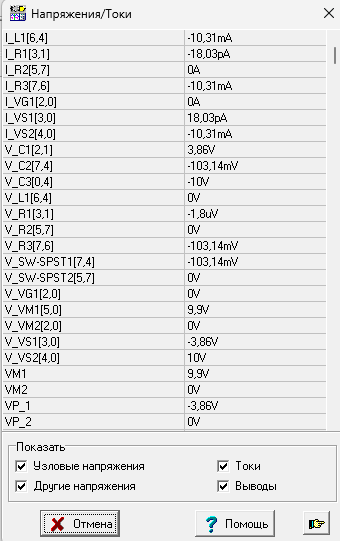 Напряжения/Токи
I_L1[6,4] -10,31mA
I_R1[3,1] -18,03pA
I_R2[5,7] 0A
I_R3[7,6] -10,31mA
I_VG1[2,0] 0A
I_VS1[3,0] 18,03pA
I_VS2[4,0] -10,31mA
V_C1[2,1] 3,86V
V_C2[7,4] -103,14mV
V_C3[0,4] -10V
V_L1[6,4] 0V
V_R1[3,1] -1,8uV
V_R2[5,7] 0V
V_R3[7,6] -103,14mV
V_SW-SPST1[7,4] -103,14mV
V_SW-SPST2[5,7] 0V
V_VG1[2,0] 0V
V_VM1[5,0] 9,9V
V_VM2[2,0] 0V
V_VS1[3,0] -3,86V
V_VS2[4,0] 10V
VM1 9,9V
VM2 0V
VP_1 -3,86V
VP_2 0V
Показать
Узловые напряжения Токи
Другие напряжения Выводы
Отмена ? Помощь